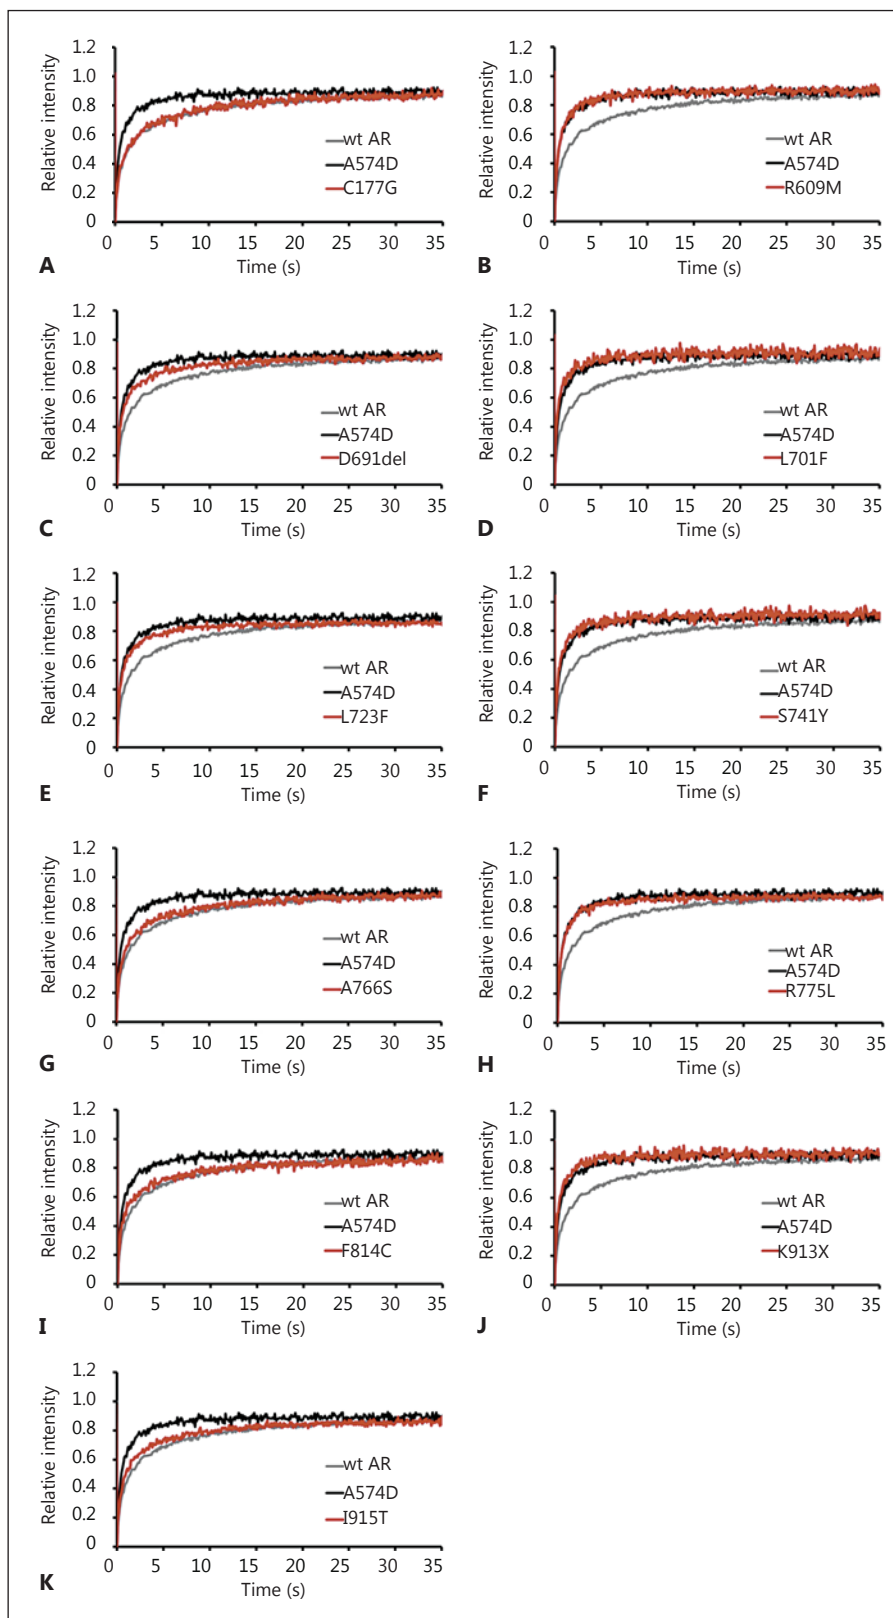 1.2
1.0
0.8
0.6
0.4
0.2
0
Relative intensity
wt AR
A574D
C177G
0 5 10 15 20 25 30 35
Time (s)
A
1.2
1.0
0.8
0.6
0.4
0.2
0
Relative intensity
wt AR
A574D
R609M
0 5 10 15 20 25 30 35
Time (s)
B
1.2
1.0
0.8
0.6
0.4
0.2
0
Relative intensity
wt AR
A574D
D691del
0 5 10 15 20 25 30 35
Time (s)
C
1.2
1.0
0.8
0.6
0.4
0.2
0
Relative intensity
wt AR
A574D
L701F
0 5 10 15 20 25 30 35
Time (s)
D
1.2
1.0
0.8
0.6
0.4
0.2
0
Relative intensity
wt AR
A574D
L723F
0 5 10 15 20 25 30 35
Time (s)
E
1.2
1.0
0.8
0.6
0.4
0.2
0
Relative intensity
wt AR
A574D
S741Y
0 5 10 15 20 25 30 35
Time (s)
F
1.2
1.0
0.8
0.6
0.4
0.2
0
Relative intensity
wt AR
A574D
A766S
0 5 10 15 20 25 30 35
Time (s)
G
1.2
1.0
0.8
0.6
0.4
0.2
0
Relative intensity
wt AR
A574D
R775L
0 5 10 15 20 25 30 35
Time (s)
H
1.2
1.0
0.8
0.6
0.4
0.2
0
Relative intensity
wt AR
A574D
F814C
0 5 10 15 20 25 30 35
Time (s)
I
1.2
1.0
0.8
0.6
0.4
0.2
0
Relative intensity
wt AR
A574D
K913X
0 5 10 15 20 25 30 35
Time (s)
J
1.2
1.0
0.8
0.6
0.4
0.2
0
Relative intensity
wt AR
A574D
I915T
0 5 10 15 20 25 30 35
Time (s)
K